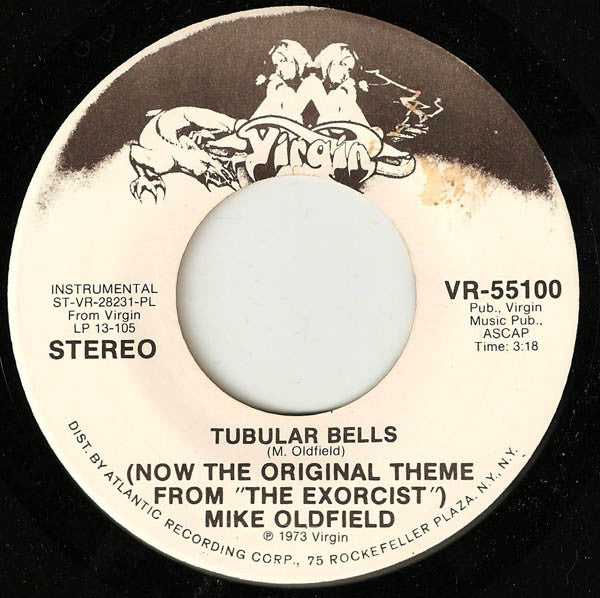 Virgin
INSTRUMENTAL
ST-VR-28231-PL
From Virgin
LP 13-105
STEREO
VR-55100
Pub., Virgin
Music Pub.,
ASCAP
Time: 3:18
TUBULAR BELLS
(M. Oldfield)
(NOW THE ORIGINAL THEME
FROM "THE EXORCIST")
MIKE OLDFIELD
℗ 1973 Virgin
DIST. BY ATLANTIC RECORDING CORP., 75 ROCKEFELLER PLAZA, N.Y., N.Y.